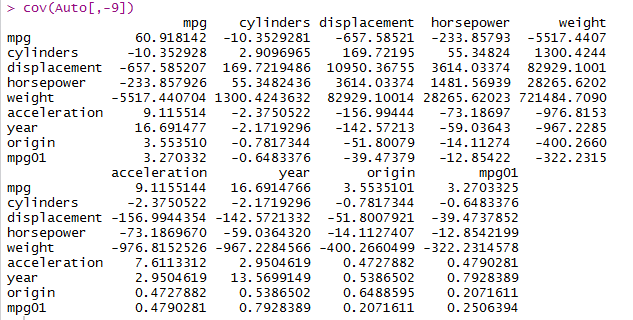 > cov(Auto[,-9])
mpg cylinders displacement horsepower weight
mpg 60.918142 -10.3529281 -657.58521 -233.85793 -5517.4407
cylinders -10.352928 2.9096965 169.72195 55.34824 1300.4244
displacement -657.585207 169.7219486 10950.36755 3614.03374 82929.1001
horsepower -233.857926 55.3482436 3614.03374 1481.56939 28265.6202
weight -5517.440704 1300.4243632 82929.10014 28265.62023 721484.7090
acceleration 9.115514 -2.3750522 -156.99444 -73.18697 -976.8153
year 16.691477 -2.1719296 -142.57213 -59.03643 -967.2285
origin 3.553510 -0.7817344 -51.80079 -14.11274 -400.2660
mpg01 3.270332 -0.6483376 -39.47379 -12.85422 -322.2315
acceleration year origin mpg01
mpg 9.1155144 16.6914766 3.5535101 3.2703325
cylinders -2.3750522 -2.1719296 -0.7817344 -0.6483376
displacement -156.9944354 -142.5721332 -51.8007921 -39.4737852
horsepower -73.1869670 -59.0364320 -14.1127407 -12.8542199
weight -976.8152526 -967.2284566 -400.2660499 -322.2314578
acceleration 7.6113312 2.9504619 0.4727882 0.4790281
year 2.9504619 13.5699149 0.5386502 0.7928389
origin 0.4727882 0.5386502 0.6488595 0.2071611
mpg01 0.4790281 0.7928389 0.2071611 0.2506394